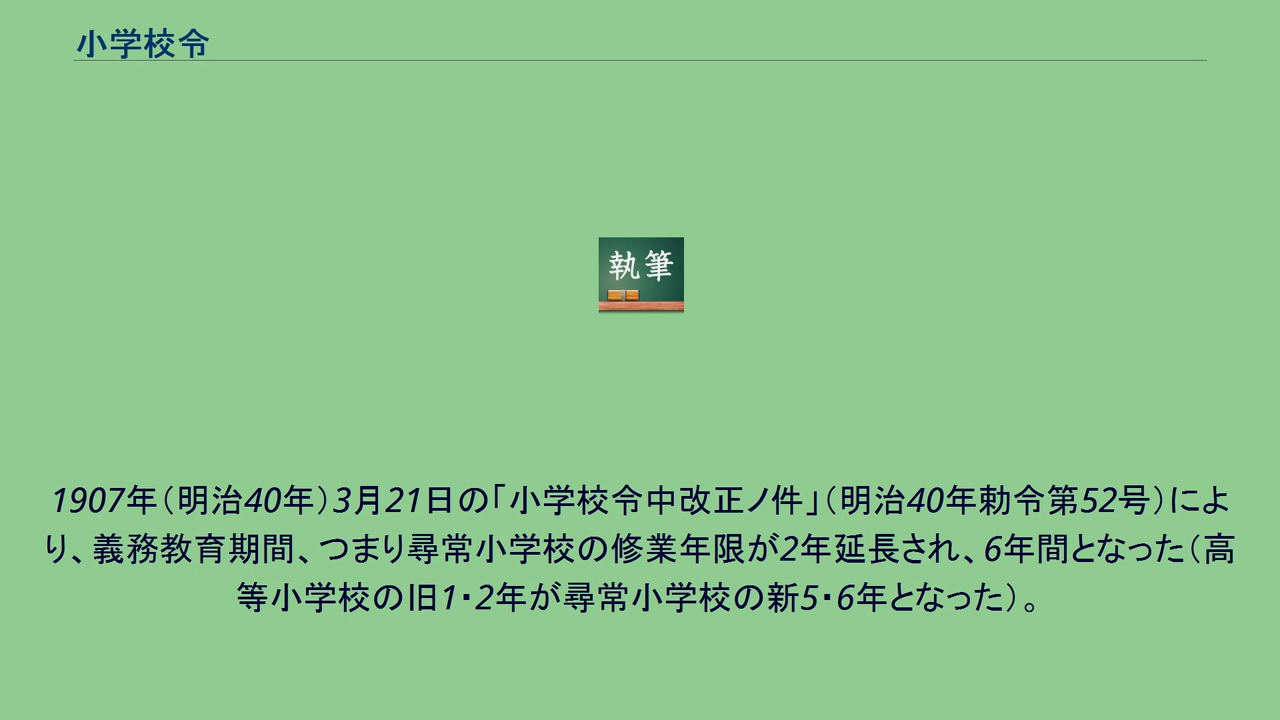 小学校令
執筆
1907年（明治40年）3月21日の「小学校令中改正ノ件」（明治40年勅令第52号）によ
り、義務教育期間、つまり尋常小学校の修業年限が2年延長され、6年間となった（高
等小学校の旧1・2年が尋常小学校の新5・6年となった）。